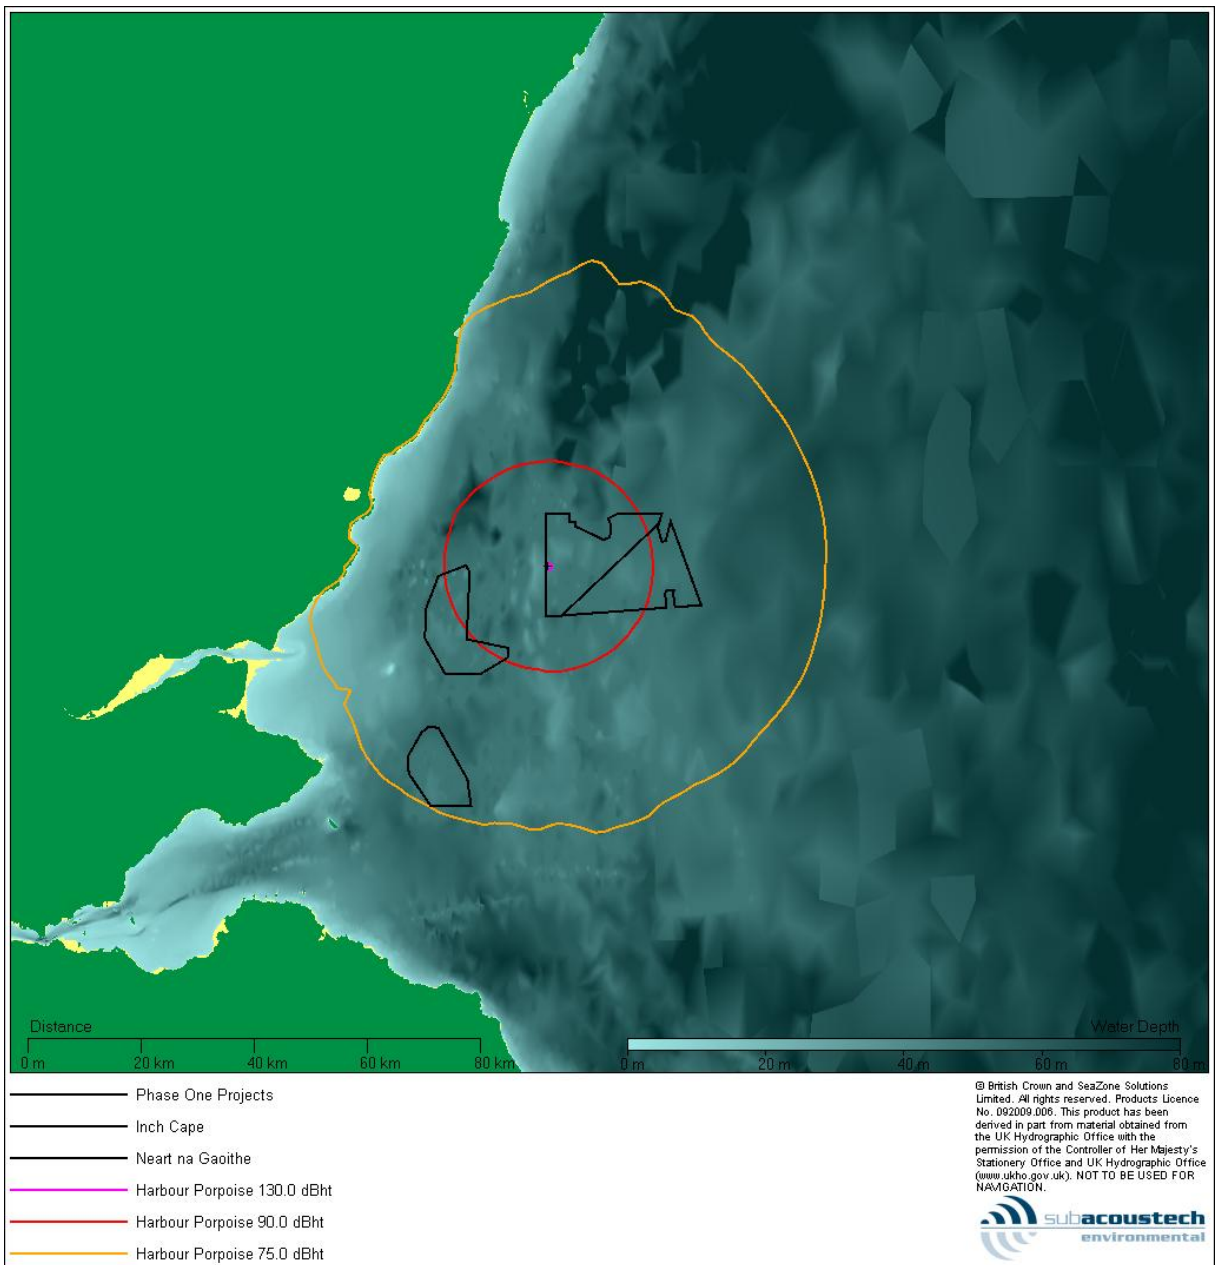 Distance
0 m 20 km 40 km 60 km 80 km
Water Depth
0 m 20 m 40 m 60 m 80 m
Phase One Projects
Inch Cape
Neart na Gaoithe
Harbour Porpoise 130.0 dBht
Harbour Porpoise 90.0 dBht
Harbour Porpoise 75.0 dBht
© British Crown and SeaZone Solutions
Limited. All rights reserved. Products Licence
No. 092009.006. This product has been
derived in part from material obtained from
the UK Hydrographic Office with the
permission of the Controller of Her Majesty's
Stationery Office and UK Hydrographic Office
(www.ukho.gov.uk). NOT TO BE USED FOR
NAVIGATION.
subacoustech
environmental